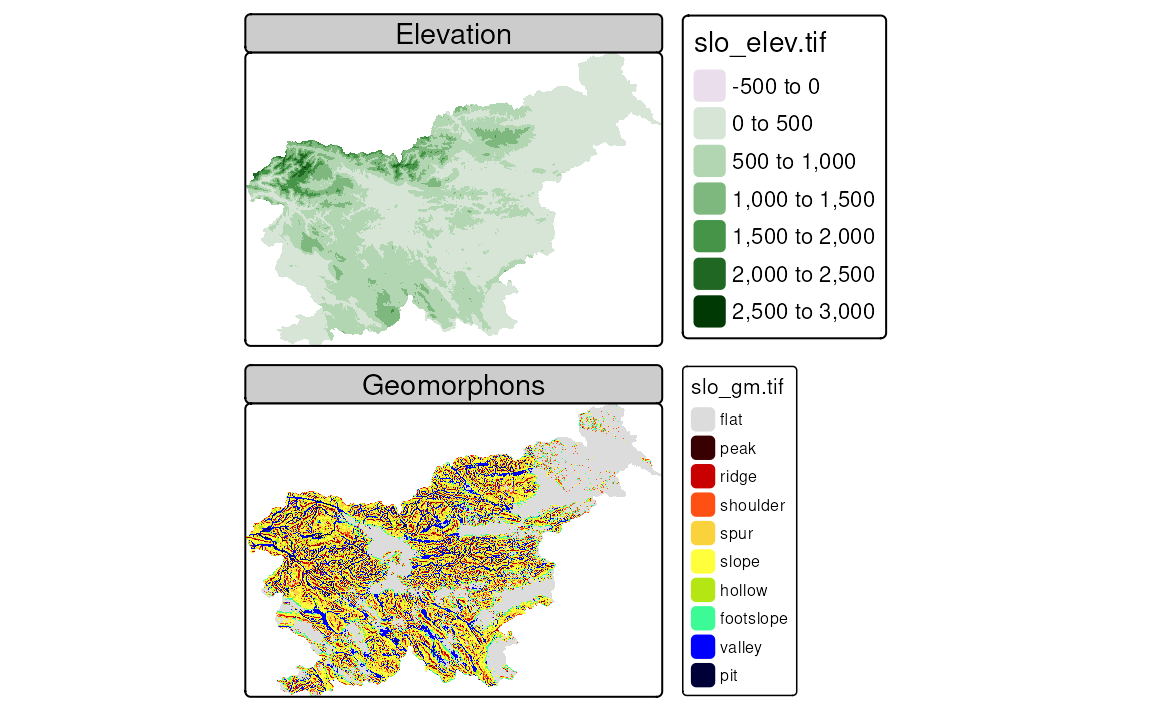 Elevation
slo_elev.tif
-500 to 0
0 to 500
500 to 1,000
1,000 to 1,500
1,500 to 2,000
2,000 to 2,500
2,500 to 3,000
Geomorphons
slo_gm.tif
flat
peak
ridge
shoulder
spur
slope
hollow
footslope
valley
pit